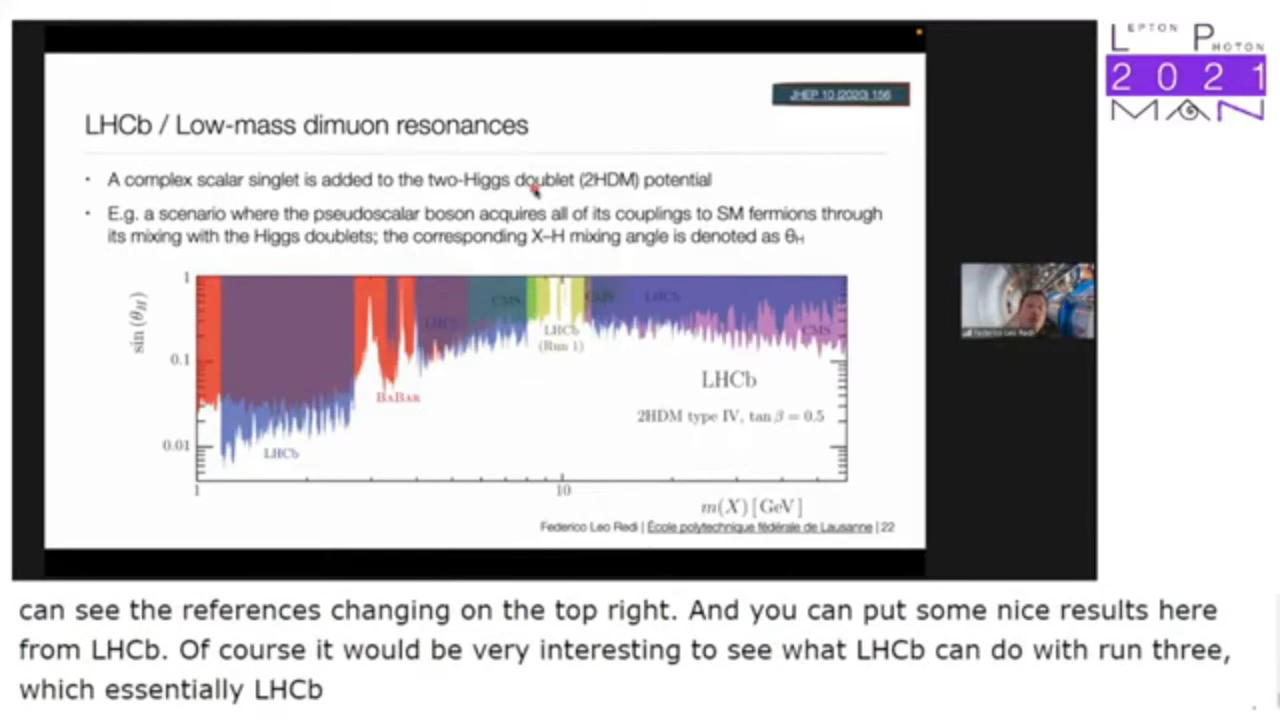 LEPTON PHOTON
2021
MAN
JHEP 10 (2020) 156
LHCb / Low-mass dimuon resonances
· A complex scalar singlet is added to the two-Higgs doublet (2HDM) potential
· E.g. a scenario where the pseudoscalar boson acquires all of its couplings to SM fermions through
its mixing with the Higgs doublets; the corresponding X–H mixing angle is denoted as θH
sin (θH)
1
0.1
0.01
CMS
CMS
LHCb
LHCb
LHCb
(Run 1)
CMS
BABAR
LHCb
LHCb
2HDM type IV, tan β = 0.5
1
10
m(X) [GeV]
Federico Leo Redi | École polytechnique fédérale de Lausanne | 22
Federico Leo Redi
can see the references changing on the top right. And you can put some nice results here
from LHCb. Of course it would be very interesting to see what LHCb can do with run three,
which essentially LHCb